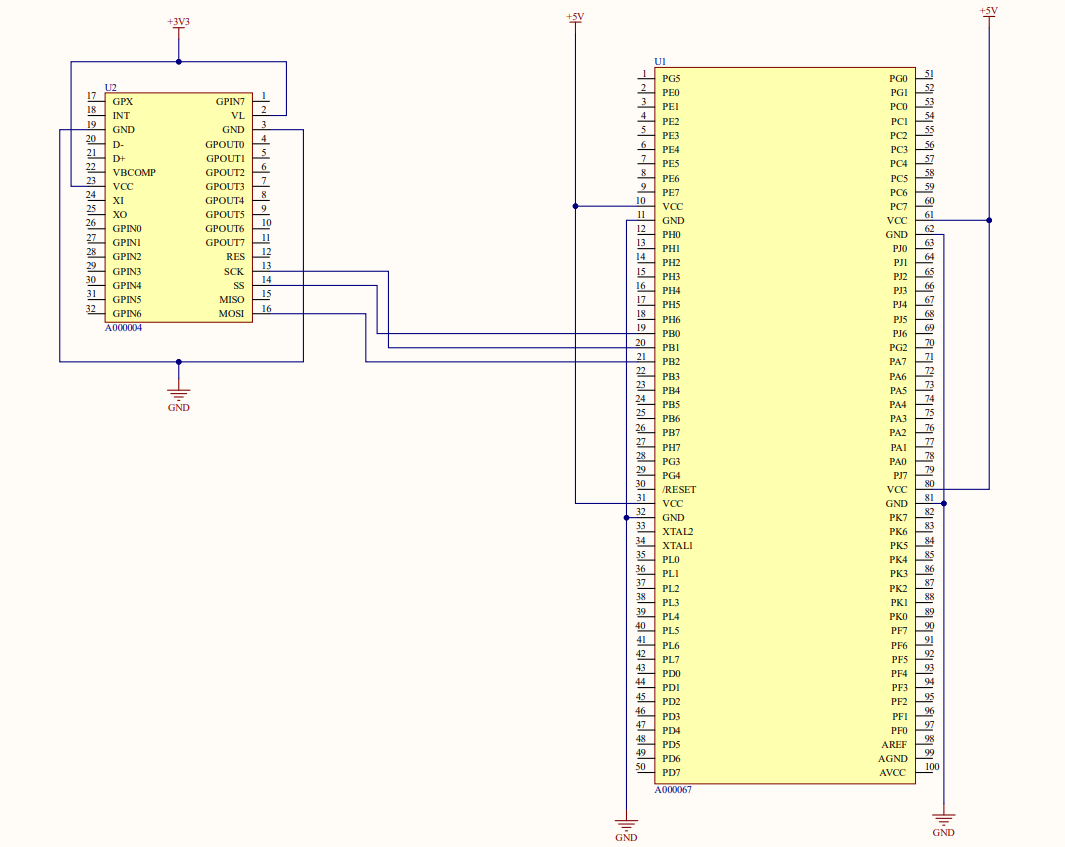 +3V3
+5V
+5V
U2
17 GPX GPIN7 1
18 INT VL 2
19 GND GND 3
20 D- GPOUT0 4
21 D+ GPOUT1 5
22 VBCOMP GPOUT2 6
23 VCC GPOUT3 7
24 XI GPOUT4 8
25 XO GPOUT5 9
26 GPIN0 GPOUT6 10
27 GPIN1 GPOUT7 11
28 GPIN2 RES 12
29 GPIN3 SCK 13
30 GPIN4 SS 14
31 GPIN5 MISO 15
32 GPIN6 MOSI 16
A000004
GND
U1
1 PG5 PG0 51
2 PE0 PG1 52
3 PE1 PC0 53
4 PE2 PC1 54
5 PE3 PC2 55
6 PE4 PC3 56
7 PE5 PC4 57
8 PE6 PC5 58
9 PE7 PC6 59
10 VCC PC7 60
11 GND VCC 61
12 PH0 GND 62
13 PH1 PJ0 63
14 PH2 PJ1 64
15 PH3 PJ2 65
16 PH4 PJ3 66
17 PH5 PJ4 67
18 PH6 PJ5 68
19 PB0 PJ6 69
20 PB1 PG2 70
21 PB2 PA7 71
22 PB3 PA6 72
23 PB4 PA5 73
24 PB5 PA4 74
25 PB6 PA3 75
26 PB7 PA2 76
27 PH7 PA1 77
28 PG3 PA0 78
29 PG4 PJ7 79
30 /RESET VCC 80
31 VCC GND 81
32 GND PK7 82
33 XTAL2 PK6 83
34 XTAL1 PK5 84
35 PL0 PK4 85
36 PL1 PK3 86
37 PL2 PK2 87
38 PL3 PK1 88
39 PL4 PK0 89
40 PL5 PF7 90
41 PL6 PF6 91
42 PL7 PF5 92
43 PD0 PF4 93
44 PD1 PF3 94
45 PD2 PF2 95
46 PD3 PF1 96
47 PD4 PF0 97
48 PD5 AREF 98
49 PD6 AGND 99
50 PD7 AVCC 100
A000067
GND
GND